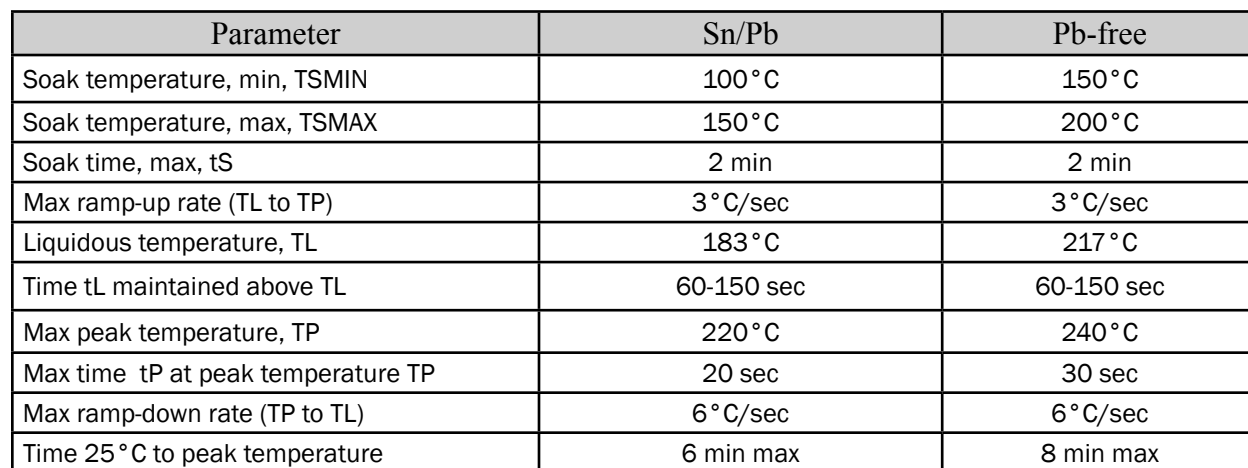 Parameter Sn/Pb Pb-free
Soak temperature, min, TSMIN 100°C 150°C
Soak temperature, max, TSMAX 150°C 200°C
Soak time, max, tS 2 min 2 min
Max ramp-up rate (TL to TP) 3°C/sec 3°C/sec
Liquidous temperature, TL 183°C 217°C
Time tL maintained above TL 60-150 sec 60-150 sec
Max peak temperature, TP 220°C 240°C
Max time tP at peak temperature TP 20 sec 30 sec
Max ramp-down rate (TP to TL) 6°C/sec 6°C/sec
Time 25°C to peak temperature 6 min max 8 min max